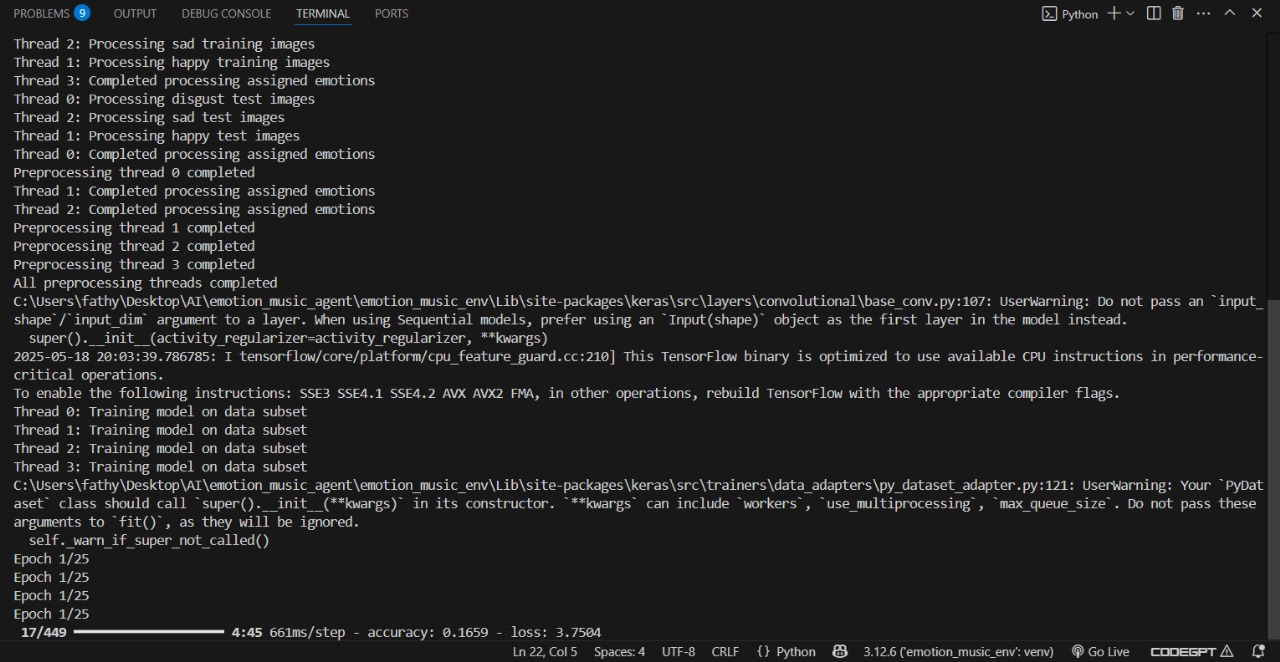 PROBLEMS 9 OUTPUT DEBUG CONSOLE TERMINAL PORTS Python
Thread 2: Processing sad training images
Thread 1: Processing happy training images
Thread 3: Completed processing assigned emotions
Thread 0: Processing disgust test images
Thread 2: Processing sad test images
Thread 1: Processing happy test images
Thread 0: Completed processing assigned emotions
Preprocessing thread 0 completed
Thread 1: Completed processing assigned emotions
Thread 2: Completed processing assigned emotions
Preprocessing thread 1 completed
Preprocessing thread 2 completed
Preprocessing thread 3 completed
All preprocessing threads completed
C:\Users\fathy\Desktop\AI\emotion_music_agent\emotion_music_env\Lib\site-packages\keras\src\layers\convolutional\base_conv.py:107: UserWarning: Do not pass an `input_
shape`/`input_dim` argument to a layer. When using Sequential models, prefer using an `Input(shape)` object as the first layer in the model instead.
  super().__init__(activity_regularizer=activity_regularizer, **kwargs)
2025-05-18 20:03:39.786785: I tensorflow/core/platform/cpu_feature_guard.cc:210] This TensorFlow binary is optimized to use available CPU instructions in performance-
critical operations.
To enable the following instructions: SSE3 SSE4.1 SSE4.2 AVX AVX2 FMA, in other operations, rebuild TensorFlow with the appropriate compiler flags.
Thread 0: Training model on data subset
Thread 1: Training model on data subset
Thread 2: Training model on data subset
Thread 3: Training model on data subset
C:\Users\fathy\Desktop\AI\emotion_music_agent\emotion_music_env\Lib\site-packages\keras\src\trainers\data_adapters\py_dataset_adapter.py:121: UserWarning: Your `PyDat
aset` class should call `super().__init__(**kwargs)` in its constructor. `**kwargs` can include `workers`, `use_multiprocessing`, `max_queue_size`. Do not pass these
arguments to `fit()`, as they will be ignored.
  self._warn_if_super_not_called()
Epoch 1/25
Epoch 1/25
Epoch 1/25
Epoch 1/25
17/449 4:45 661ms/step - accuracy: 0.1659 - loss: 3.7504
Ln 22, Col 5 Spaces: 4 UTF-8 CRLF {} Python 3.12.6 ('emotion_music_env': venv) Go Live CODEGPT